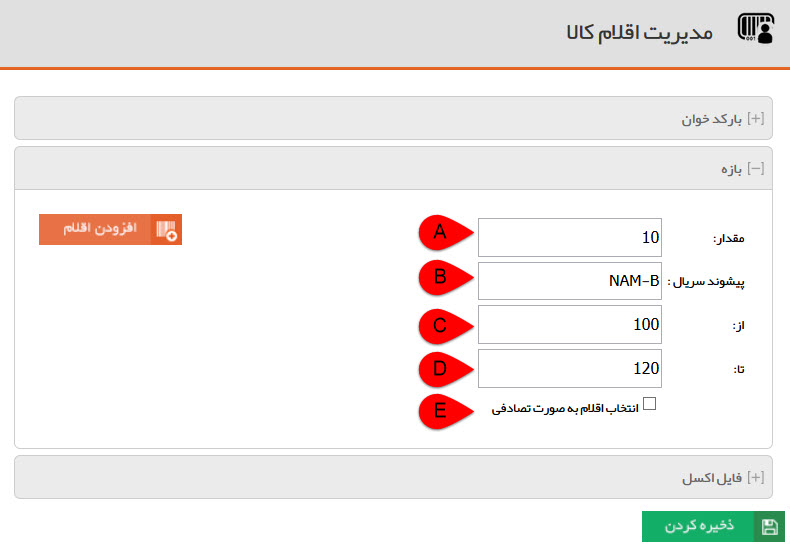 001
مدیریت اقلام کالا
[+] بارکد خوان
[−] بازه
افزودن اقلام
مقدار:
10
A
پیشوند سریال :
NAM-B
B
از:
100
C
تا:
120
D
انتخاب اقلام به صورت تصادفی
E
[+] فایل اکسل
ذخیره کردن